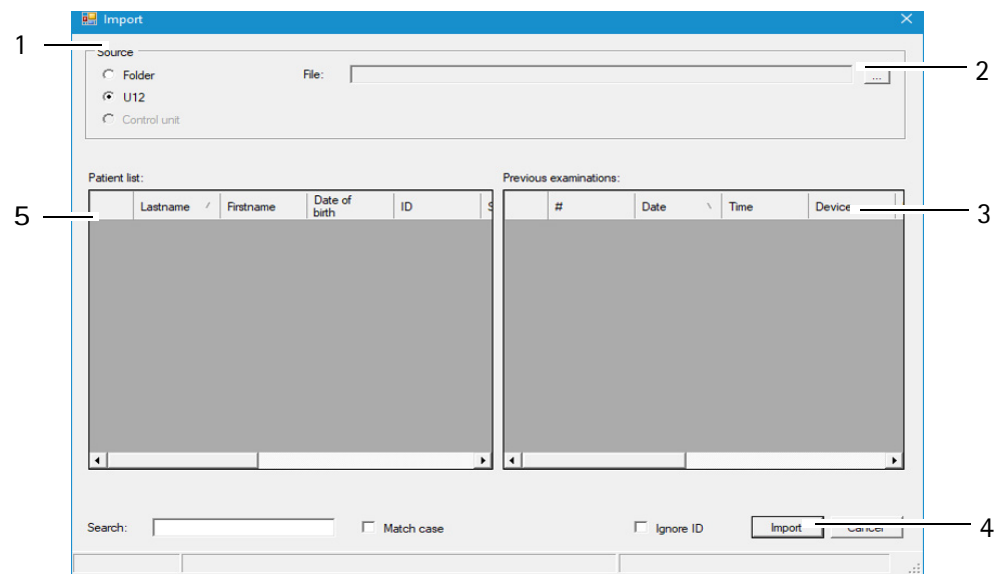 Import
1
Source
Folder
File:
...
2
U12
Control unit
Patient list:
Previous examinations:
Lastname / Firstname Date of birth ID S
# Date \ Time Device
5
3
Search:
Match case
Ignore ID
Import
Cancel
4